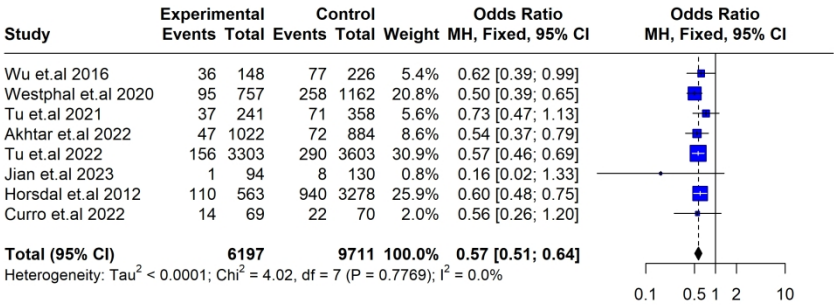 Experimental Control Odds Ratio Odds Ratio
Study Events Total Events Total Weight MH, Fixed, 95% CI MH, Fixed, 95% CI
Wu et.al 2016 36 148 77 226 5.4% 0.62 [0.39; 0.99]
Westphal et.al 2020 95 757 258 1162 20.8% 0.50 [0.39; 0.65]
Tu et.al 2021 37 241 71 358 5.6% 0.73 [0.47; 1.13]
Akhtar et.al 2022 47 1022 72 884 8.6% 0.54 [0.37; 0.79]
Tu et.al 2022 156 3303 290 3603 30.9% 0.57 [0.46; 0.69]
Jian et.al 2023 1 94 8 130 0.8% 0.16 [0.02; 1.33]
Horsdal et.al 2012 110 563 940 3278 25.9% 0.60 [0.48; 0.75]
Curro et.al 2022 14 69 22 70 2.0% 0.56 [0.26; 1.20]
Total (95% CI) 6197 9711 100.0% 0.57 [0.51; 0.64]
Heterogeneity: Tau² < 0.0001; Chi² = 4.02, df = 7 (P = 0.7769); I² = 0.0%
0.1 0.5 1 2 10